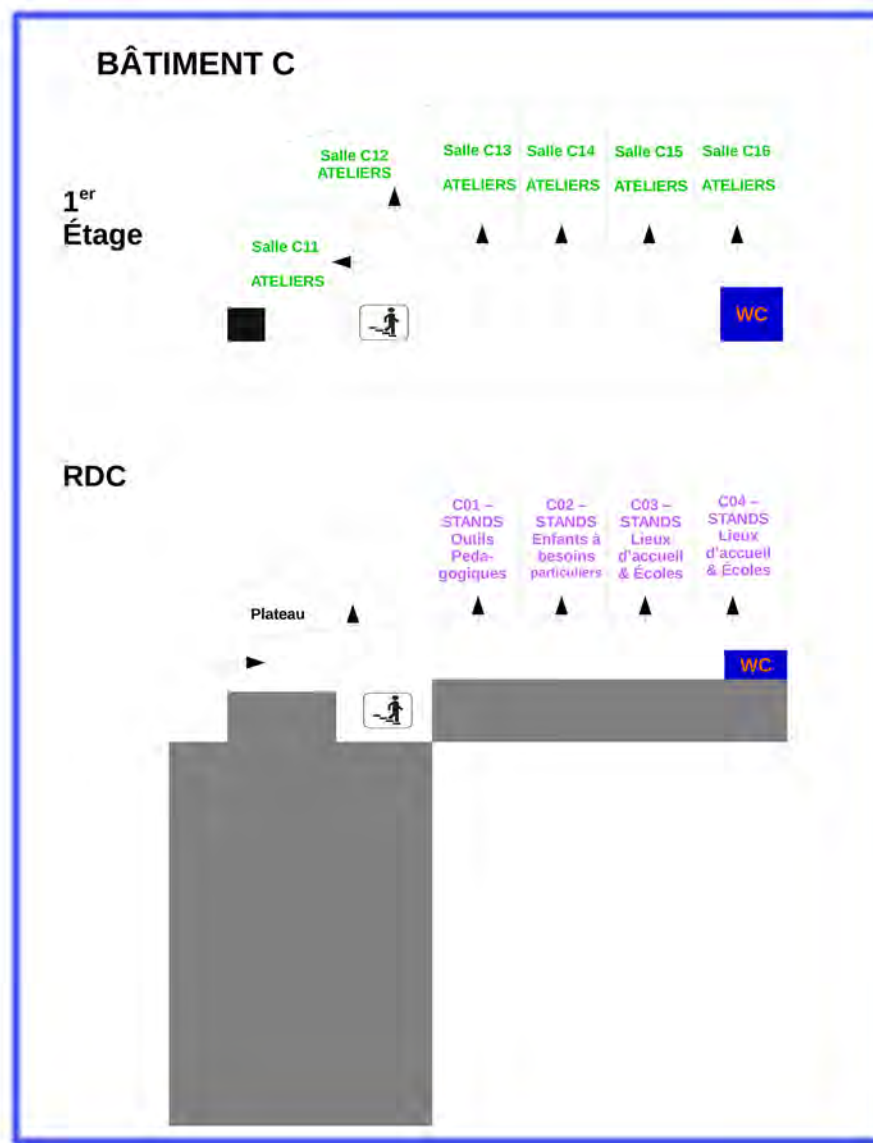 BÂTIMENT C
1er
Étage
Salle C12
ATELIERS
Salle C11
ATELIERS
Salle C13
ATELIERS
Salle C14
ATELIERS
Salle C15
ATELIERS
Salle C16
ATELIERS
WC
RDC
Plateau
C01 –
STANDS
Outils
Peda-
gogiques
C02 –
STANDS
Enfants à
besoins
particuliers
C03 –
STANDS
Lieux
d'accueil
& Écoles
C04 –
STANDS
Lieux
d'accueil
& Écoles
WC